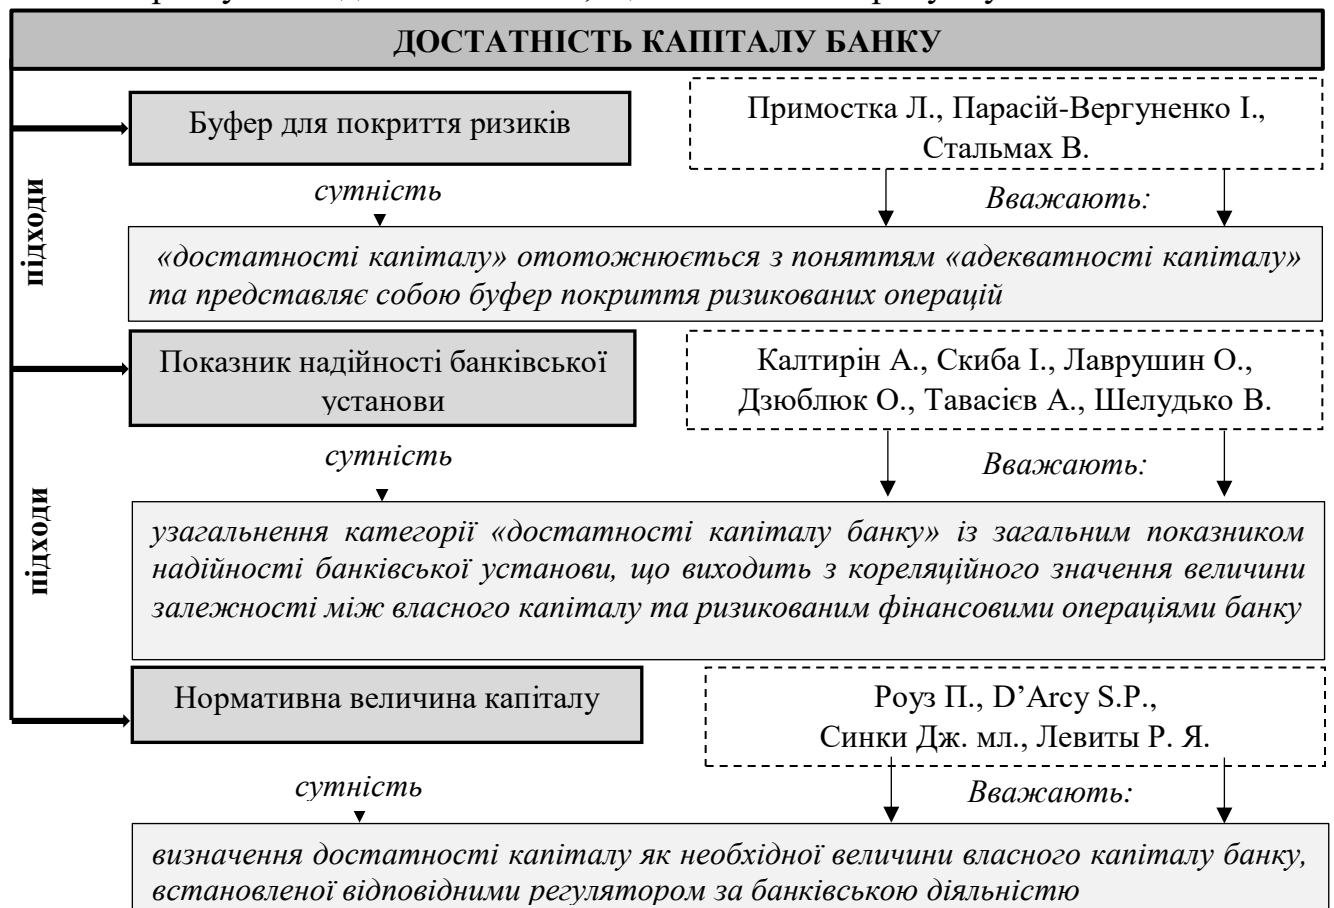 ДОСТАТНІСТЬ КАПІТАЛУ БАНКУ
підходи
Буфер для покриття ризиків
Примостка Л., Парасій-Вергуненко І.,
Стальмах В.
сутність
Вважають:
«достатності капіталу» ототожнюється з поняттям «адекватності капіталу»
та представляє собою буфер покриття ризикованих операцій
Показник надійності банківської
установи
Калтирін А., Скиба І., Лаврушин О.,
Дзюблюк О., Тавасієв А., Шелудько В.
сутність
Вважають:
підходи
узагальнення категорії «достатності капіталу банку» із загальним показником
надійності банківської установи, що виходить з кореляційного значення величини
залежності між власного капіталу та ризикованим фінансовими операціями банку
Нормативна величина капіталу
Роуз П., D’Arcy S.P.,
Синки Дж. мл., Левиты Р. Я.
сутність
Вважають:
визначення достатності капіталу як необхідної величини власного капіталу банку,
встановленої відповідними регулятором за банківською діяльністю